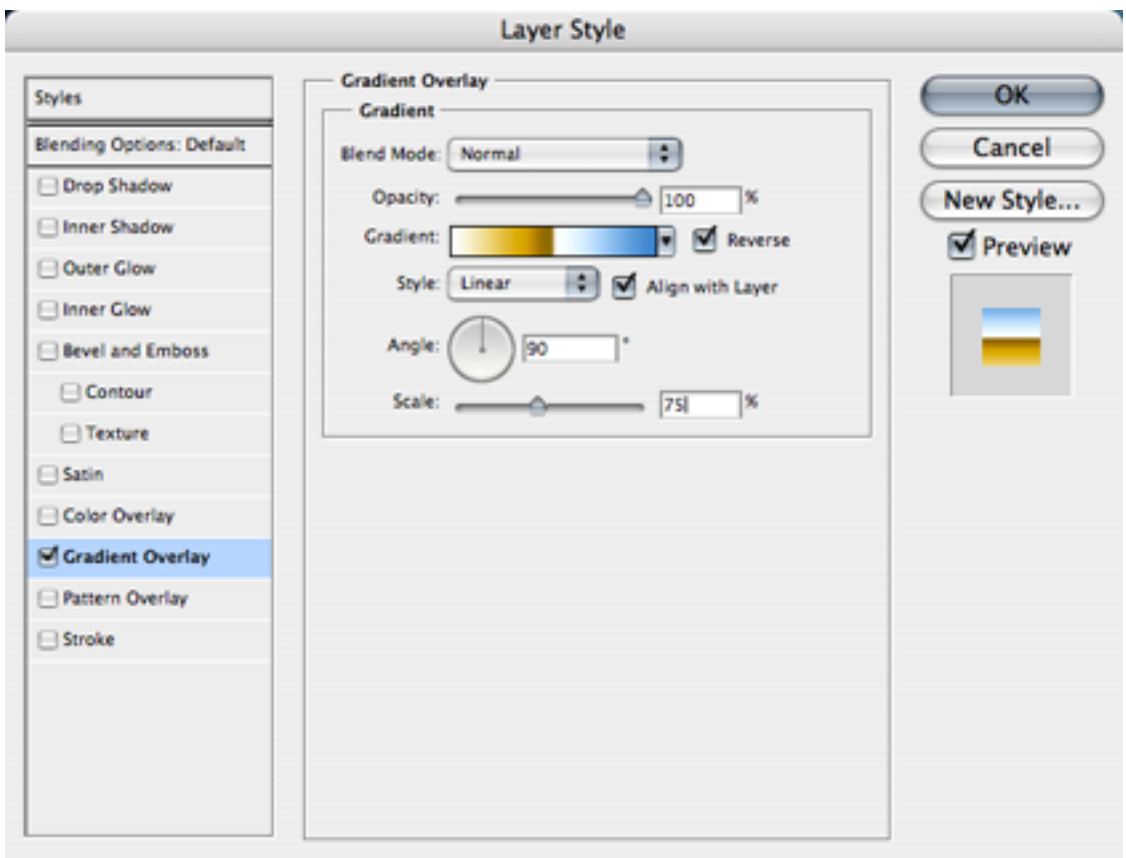 Layer Style
Styles
Blending Options: Default
Drop Shadow
Inner Shadow
Outer Glow
Inner Glow
Bevel and Emboss
Contour
Texture
Satin
Color Overlay
Gradient Overlay
Pattern Overlay
Stroke
Gradient Overlay
Gradient
Blend Mode: Normal
Opacity: 100 %
Gradient: Reverse
Style: Linear Align with Layer
Angle: 90 °
Scale: 75 %
OK
Cancel
New Style...
Preview